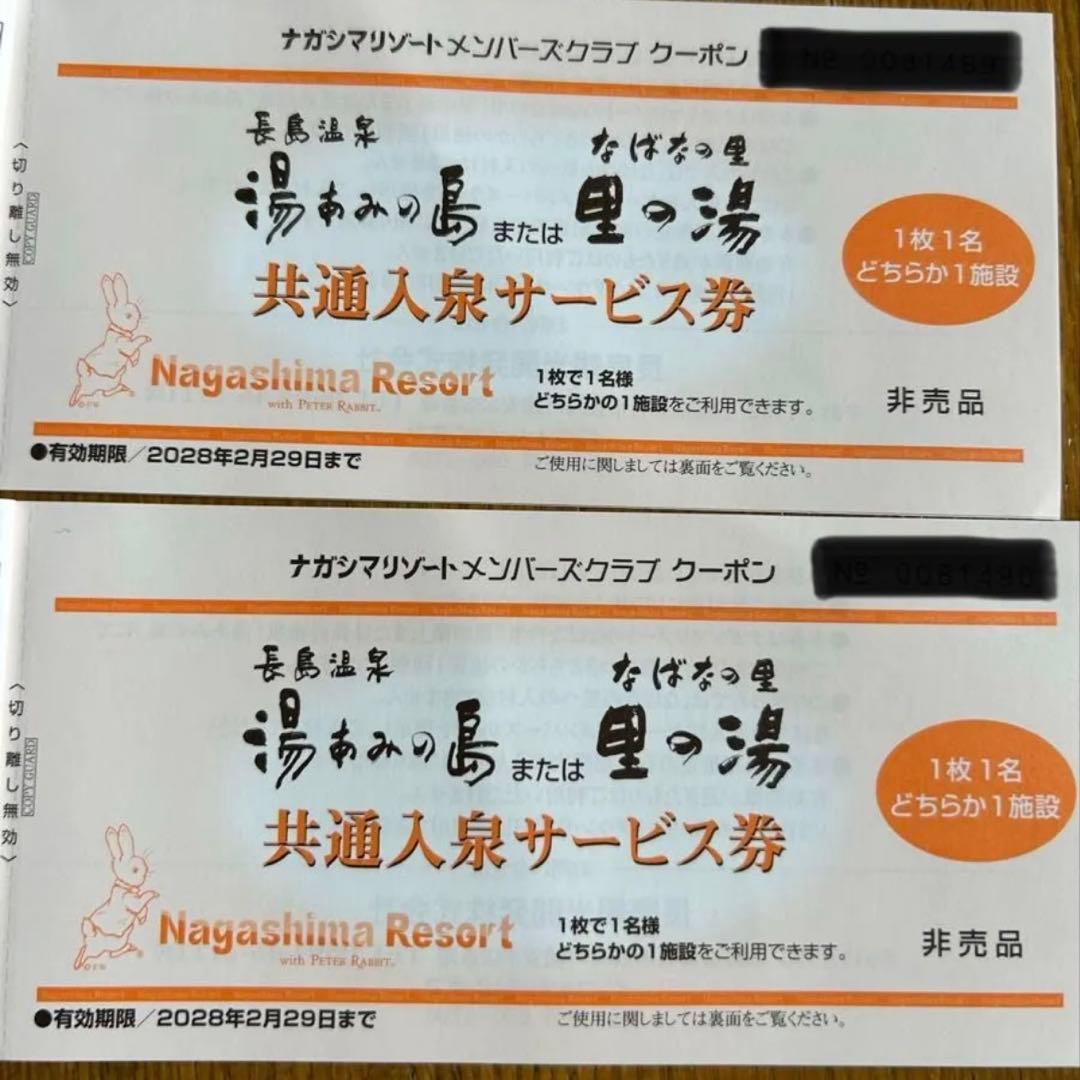 ナガシマリゾートメンバーズクラブ クーポン
長島温泉 なばなの里
湯あみの島 または 里の湯
共通入泉サービス券
1枚1名
どちらか1施設
〈切り離し無効〉
COPY GUARD
Nagashima Resort
with PETER RABBIT
1枚で1名様
どちらかの1施設をご利用できます。
非売品
●有効期限/2028年2月29日まで
ご使用に関しましては裏面をご覧ください。
ナガシマリゾートメンバーズクラブ クーポン
長島温泉 なばなの里
湯あみの島 または 里の湯
共通入泉サービス券
1枚1名
どちらか1施設
〈切り離し無効〉
COPY GUARD
Nagashima Resort
with PETER RABBIT
1枚で1名様
どちらかの1施設をご利用できます。
非売品
●有効期限/2028年2月29日まで
ご使用に関しましては裏面をご覧ください。